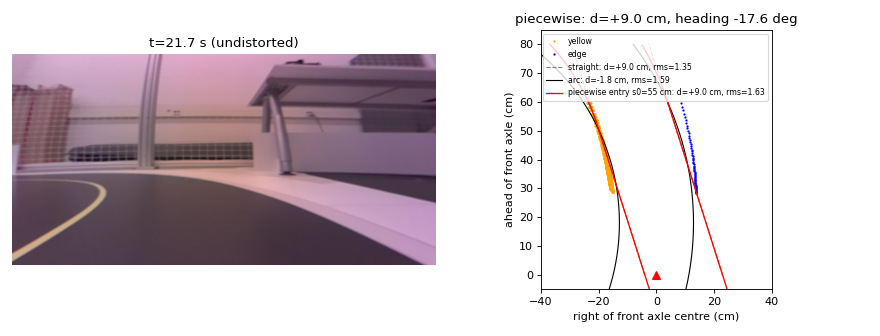 t=21.7 s (undistorted)
piecewise: d=+9.0 cm, heading -17.6 deg
yellow
edge
straight: d=+9.0 cm, rms=1.35
arc: d=-1.8 cm, rms=1.59
piecewise entry s0=55 cm: d=+9.0 cm, rms=1.63
ahead of front axle (cm)
80
70
60
50
40
30
20
10
0
−40
−20
0
20
40
right of front axle centre (cm)